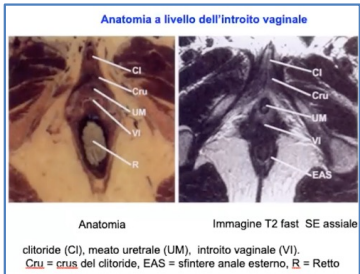 Anatomia a livello dell'introito vaginale
Cl
Cru
UM
VI
R
Cl
Cru
UM
VI
EAS
Anatomia
Immagine T2 fast SE assiale
clitoride (Cl), meato uretrale (UM), introito vaginale (VI).
Cru = crus del clitoride, EAS = sfintere anale esterno, R = Retto